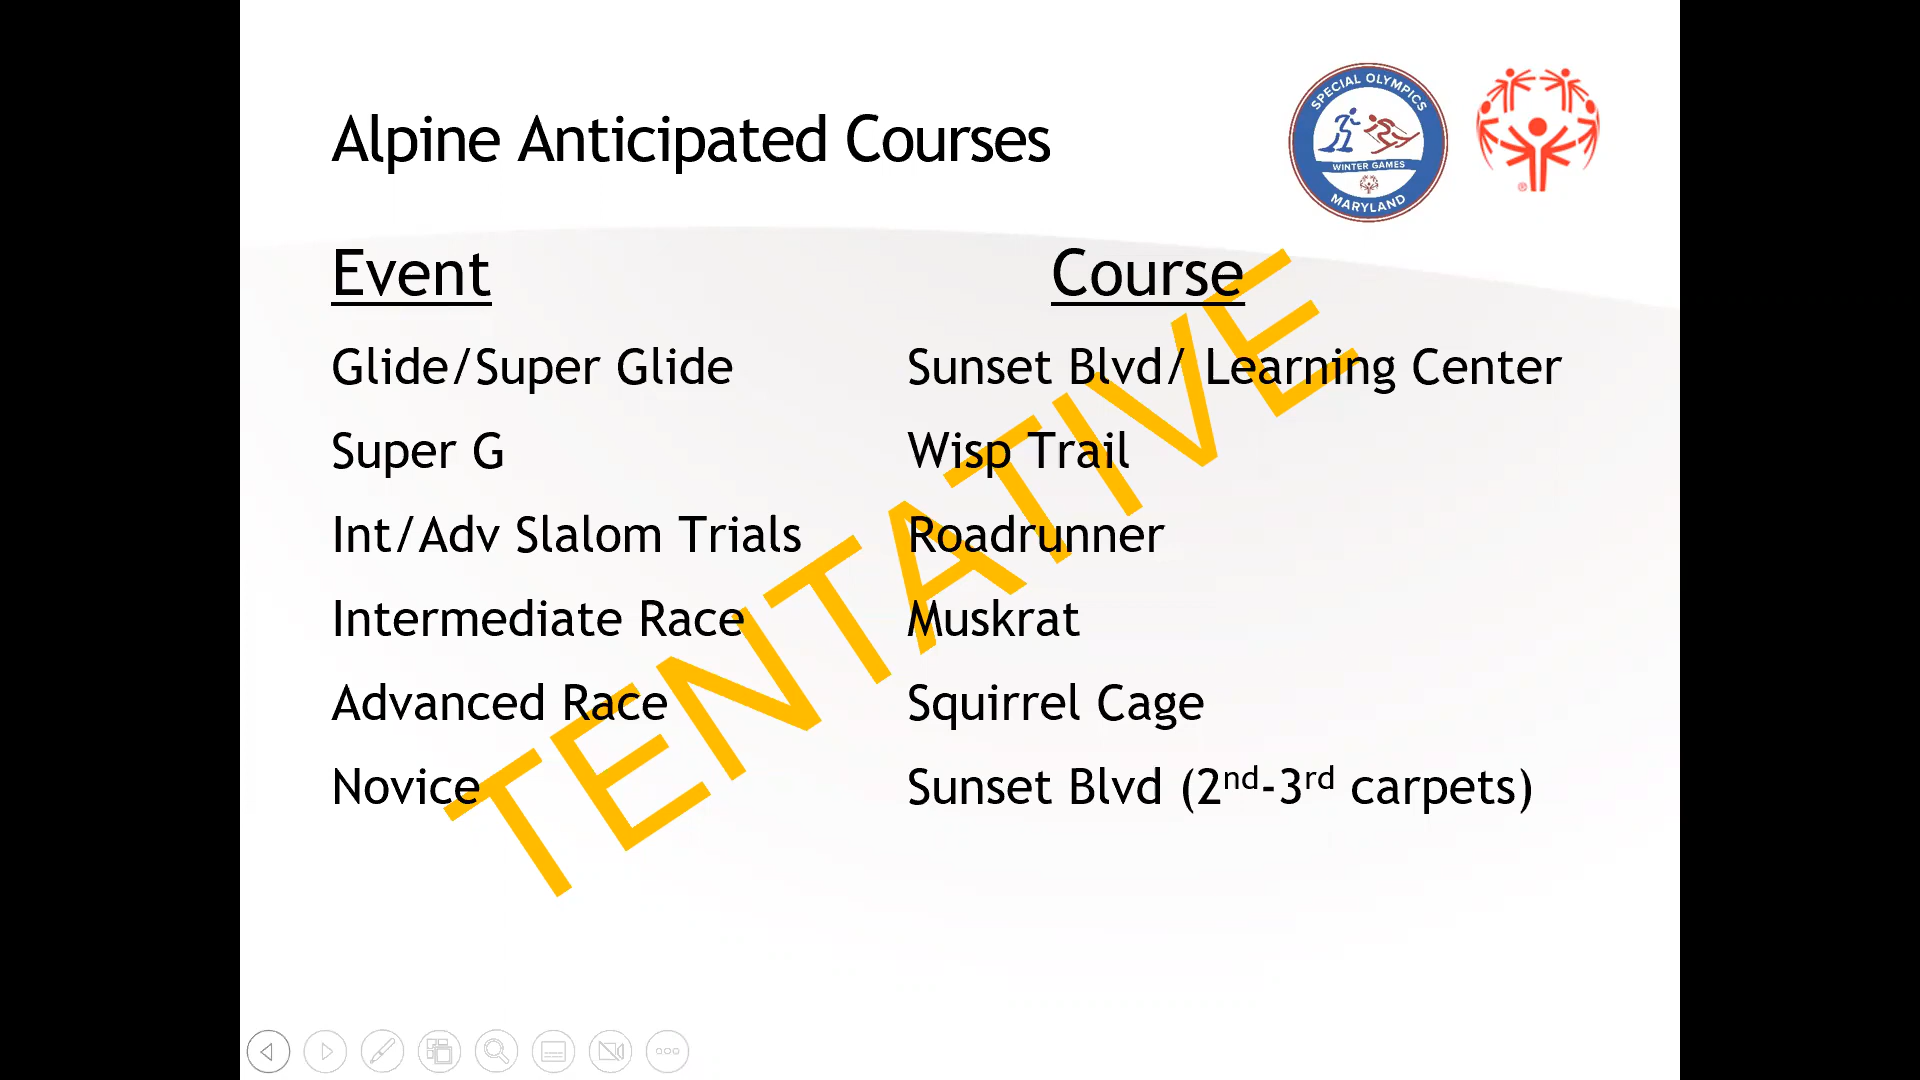 Alpine Anticipated Courses
SPECIAL OLYMPICS
WINTER GAMES
MARYLAND
®
Event Course
Glide/Super Glide Sunset Blvd/ Learning Center
Super G Wisp Trail
Int/Adv Slalom Trials Roadrunner
Intermediate Race Muskrat
Advanced Race Squirrel Cage
Novice Sunset Blvd (2nd-3rd carpets)
TENTATIVE